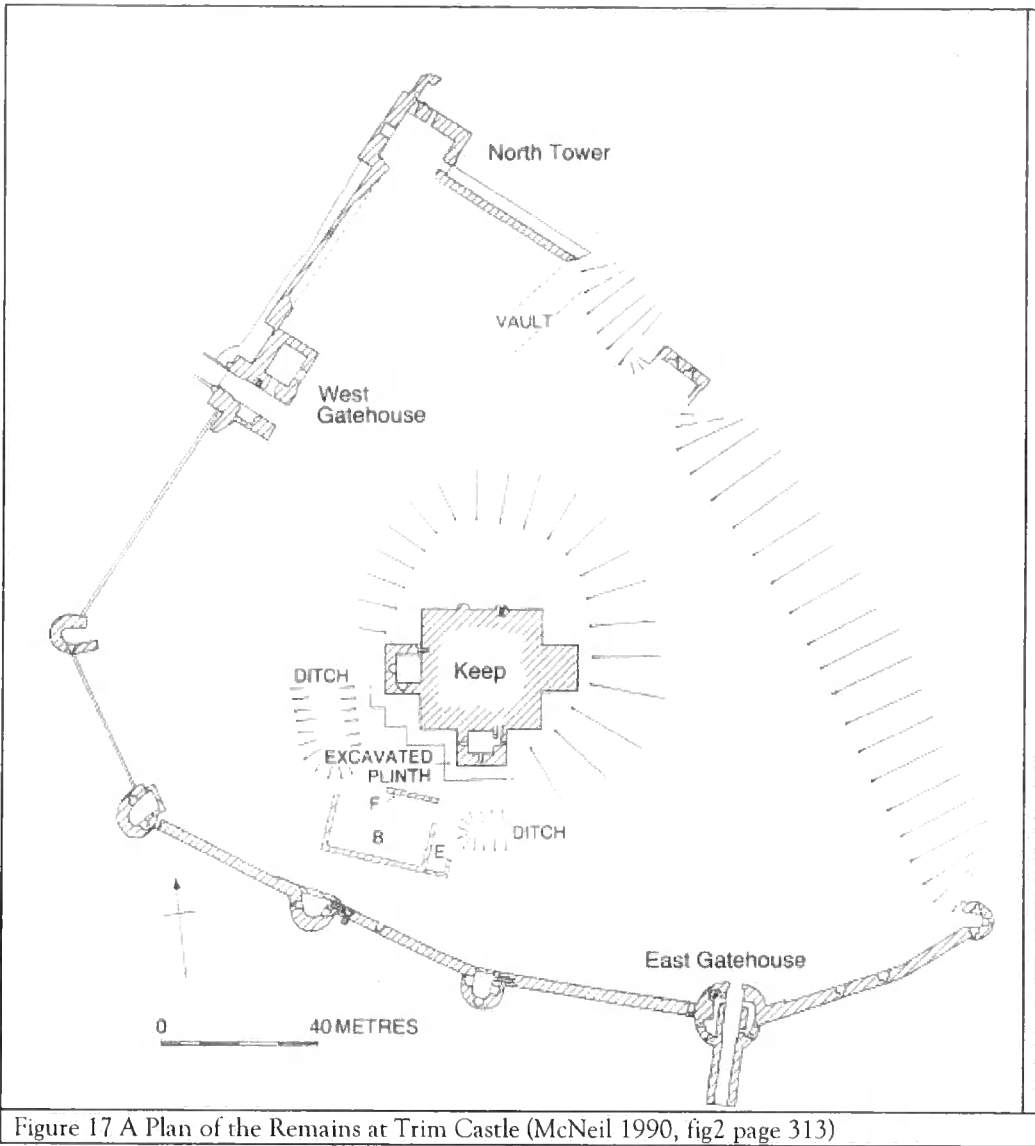 North Tower
VAULT
West
Gatehouse
Keep
DITCH
EXCAVATED
PLINTH
F
B
E
DITCH
East Gatehouse
0 40 METRES
Figure 17 A Plan of the Remains at Trim Castle (McNeil 1990, fig2 page 313)